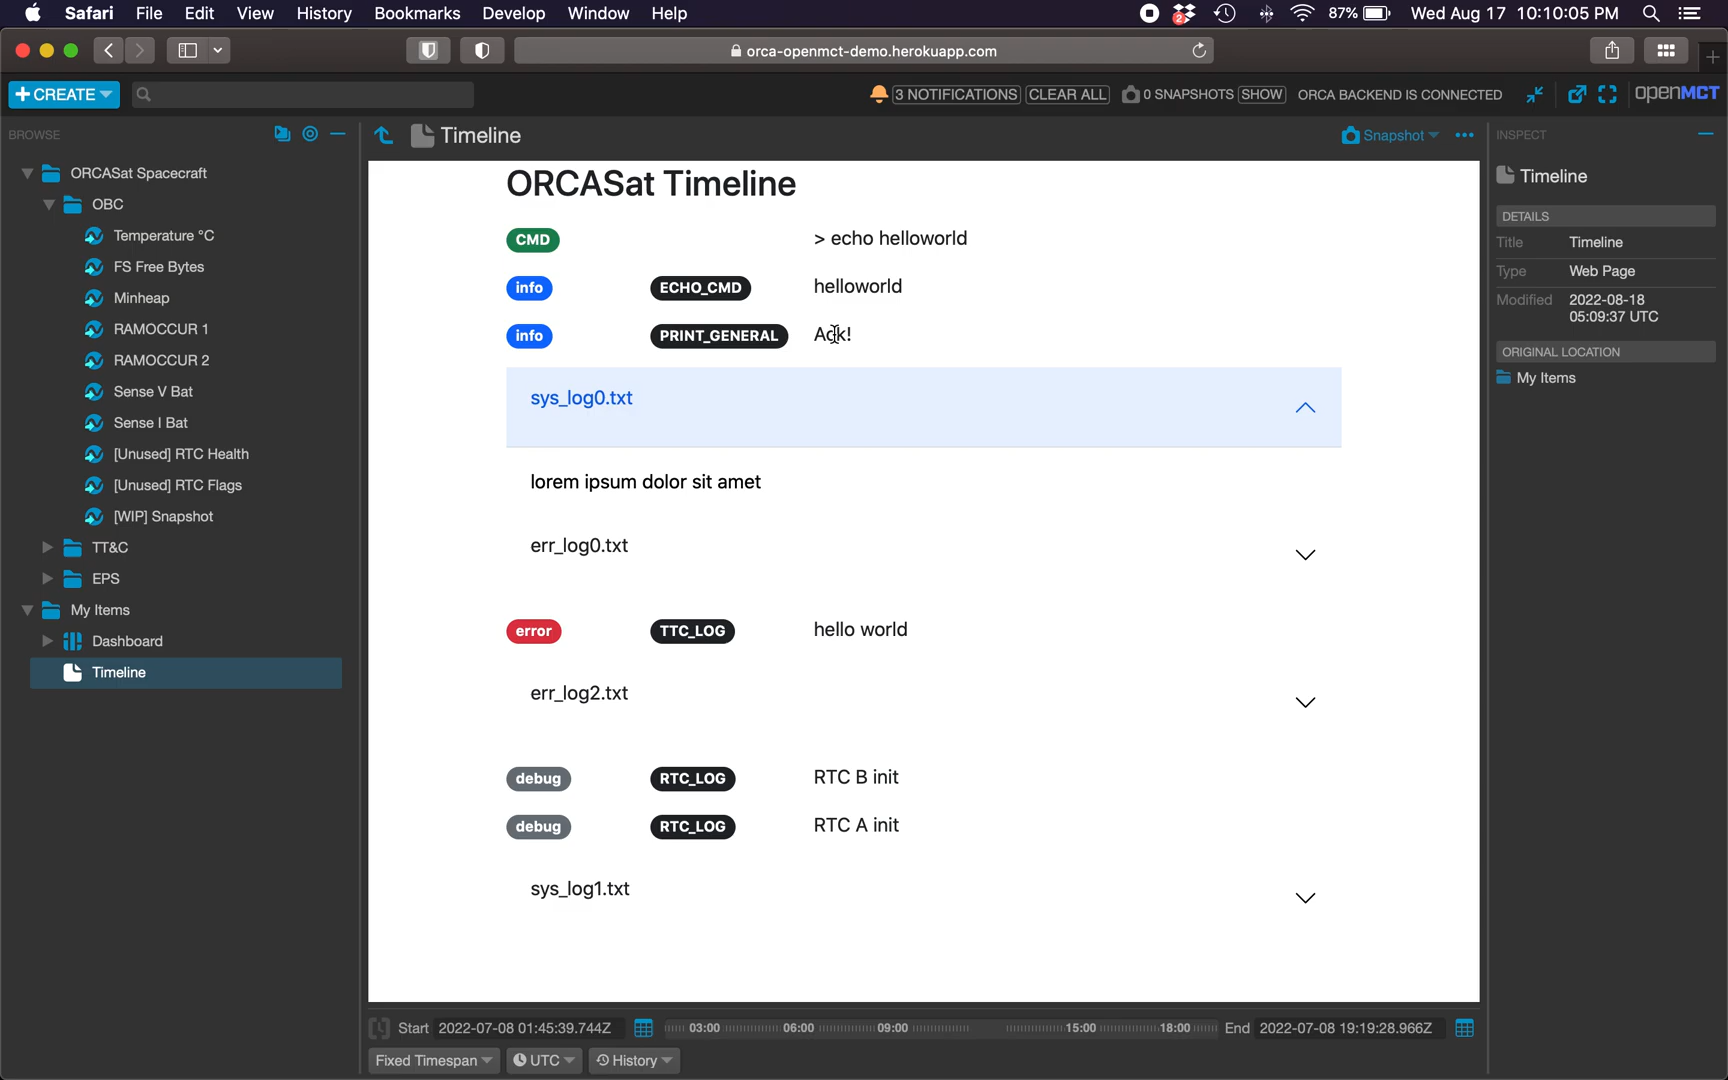 Safari File Edit View History Bookmarks Develop Window Help 2 87% Wed Aug 17 10:10:05 PM
orca-openmct-demo.herokuapp.com
+ CREATE 3 NOTIFICATIONS CLEAR ALL 0 SNAPSHOTS SHOW ORCA BACKEND IS CONNECTED openMCT
BROWSE
ORCASat Spacecraft
OBC
Temperature °C
FS Free Bytes
Minheap
RAMOCCUR 1
RAMOCCUR 2
Sense V Bat
Sense I Bat
[Unused] RTC Health
[Unused] RTC Flags
[WIP] Snapshot
TT&C
EPS
My Items
Dashboard
Timeline
Timeline
Snapshot
ORCASat Timeline
CMD > echo helloworld
info ECHO_CMD helloworld
info PRINT_GENERAL Ack!
sys_log0.txt
lorem ipsum dolor sit amet
err_log0.txt
error TTC_LOG hello world
err_log2.txt
debug RTC_LOG RTC B init
debug RTC_LOG RTC A init
sys_log1.txt
Start 2022-07-08 01:45:39.744Z 03:00 06:00 09:00 15:00 18:00 End 2022-07-08 19:19:28.966Z
Fixed Timespan UTC History
INSPECT
Timeline
DETAILS
Title Timeline
Type Web Page
Modified 2022-08-18
05:09:37 UTC
ORIGINAL LOCATION
My Items